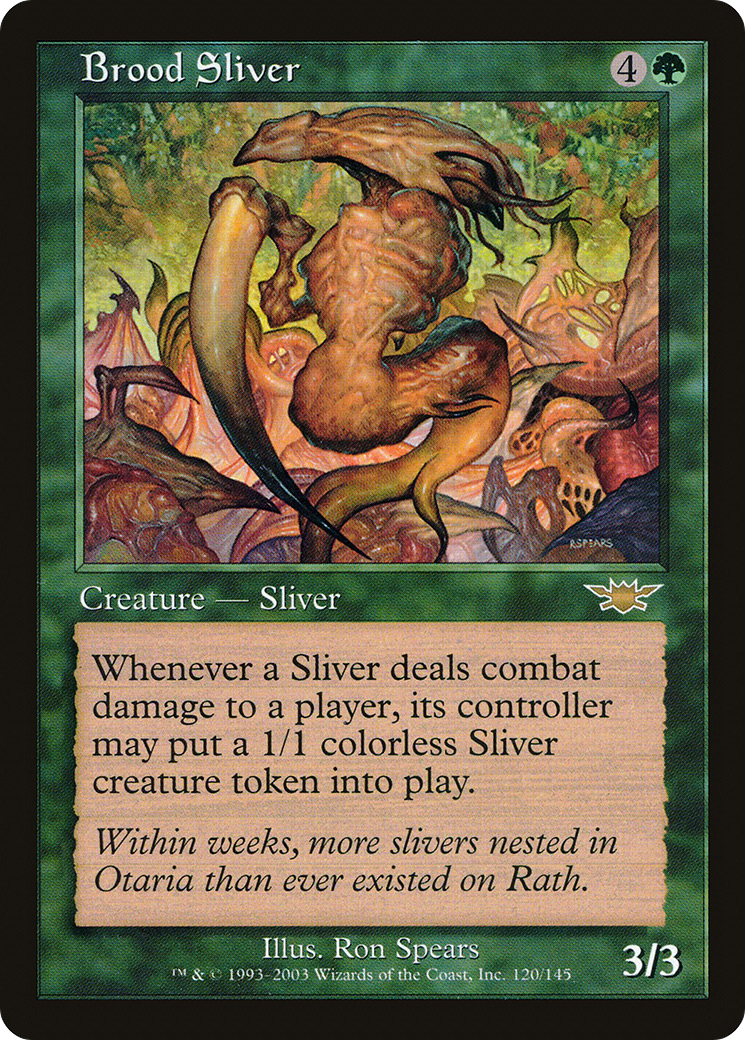 Brood Sliver 4
R.SPEARS
Creature — Sliver
Whenever a Sliver deals combat
damage to a player, its controller
may put a 1/1 colorless Sliver
creature token into play.
Within weeks, more slivers nested in
Otaria than ever existed on Rath.
Illus. Ron Spears
™ & © 1993–2003 Wizards of the Coast, Inc. 120/145
3/3